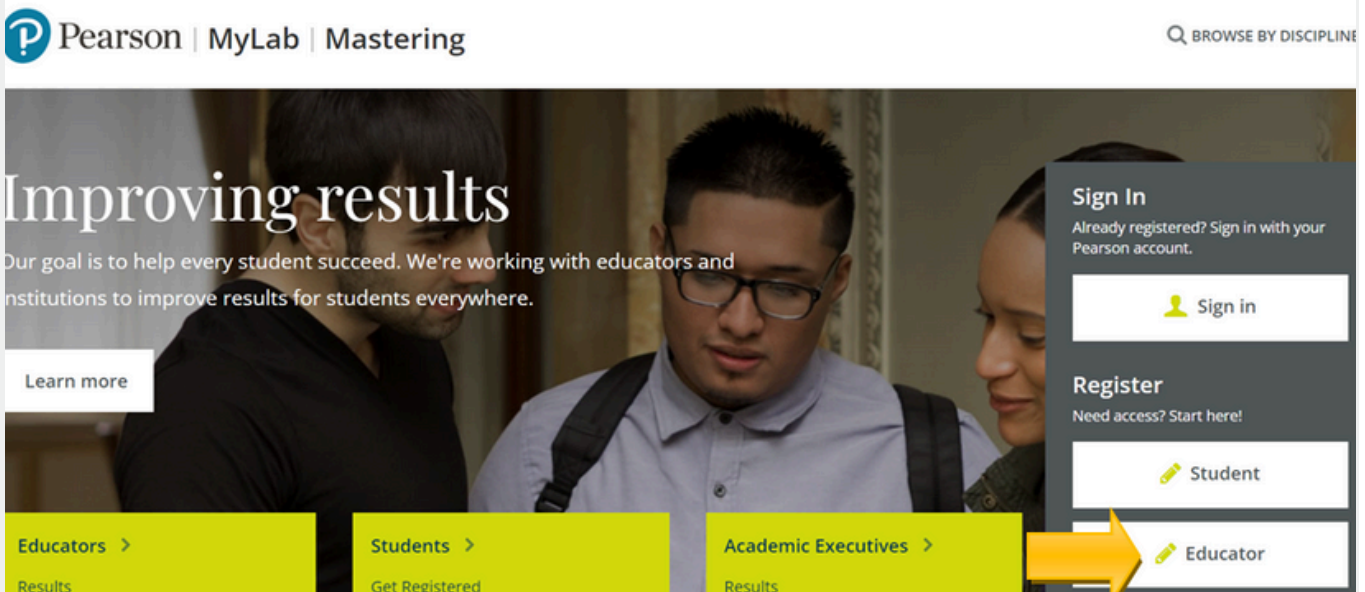 Pearson | MyLab | Mastering
BROWSE BY DISCIPLINE
Improving results
Our goal is to help every student succeed. We're working with educators and
institutions to improve results for students everywhere.
Learn more
Sign In
Already registered? Sign in with your
Pearson account.
Sign in
Register
Need access? Start here!
Student
Educator
Educators >
Results
Students >
Get Registered
Academic Executives >
Results